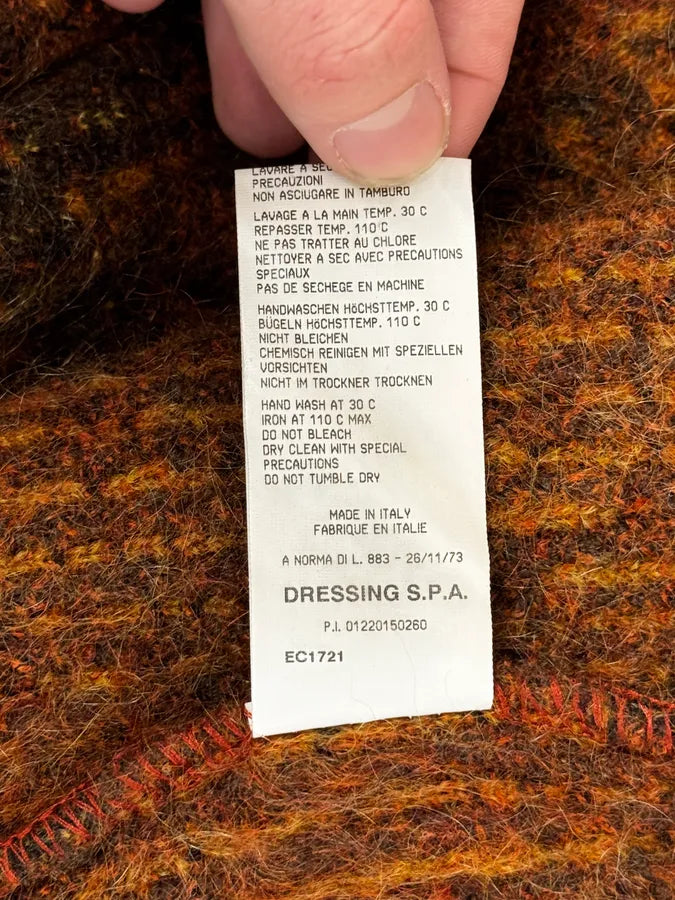 LAVARE A SEC
PRECAUZIONI
NON ASCIUGARE IN TAMBURO
LAVAGE A LA MAIN TEMP. 30 C
REPASSER TEMP. 110 C
NE PAS TRATTER AU CHLORE
NETTOYER A SEC AVEC PRECAUTIONS
SPECIAUX
PAS DE SECHEGE EN MACHINE
HANDWASCHEN HöCHSTTEMP. 30 C
BÜGELN HöCHSTTEMP. 110 C
NICHT BLEICHEN
CHEMISCH REINIGEN MIT SPEZIELLEN
VORSICHTEN
NICHT IM TROCKNER TROCKNEN
HAND WASH AT 30 C
IRON AT 110 C MAX
DO NOT BLEACH
DRY CLEAN WITH SPECIAL
PRECAUTIONS
DO NOT TUMBLE DRY
MADE IN ITALY
FABRIQUE EN ITALIE
A NORMA DI L. 883 - 26/11/73
DRESSING S.P.A.
P.I. 01220150260
EC1721